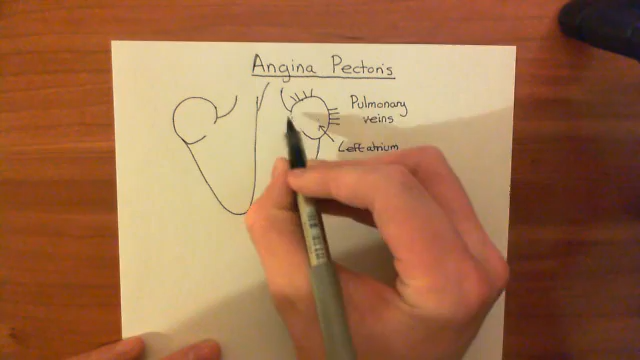 Angina Pectoris
Pulmonary
veins
Left atrium